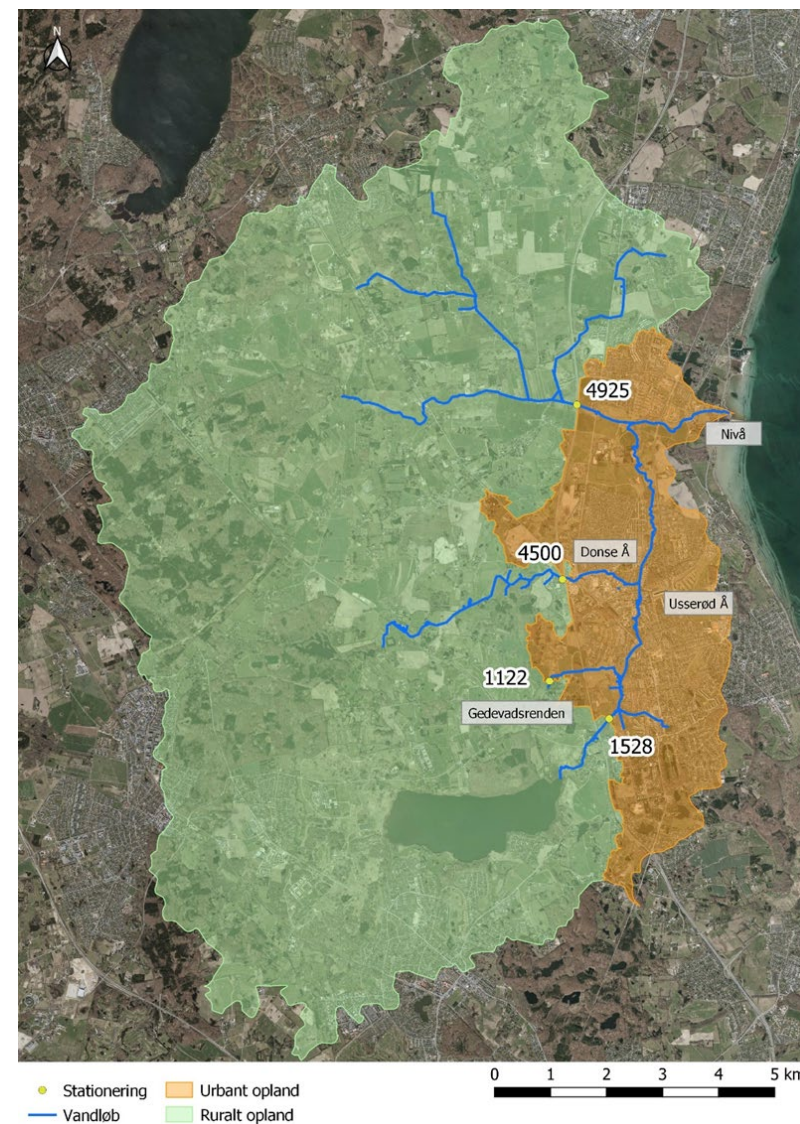 N
4925
Nivå
4500
Donse Å
Usserød Å
1122
Gedevadsrenden
1528
Stationering
Vandløb
Urbant opland
Ruralt opland
0 1 2 3 4 5 km